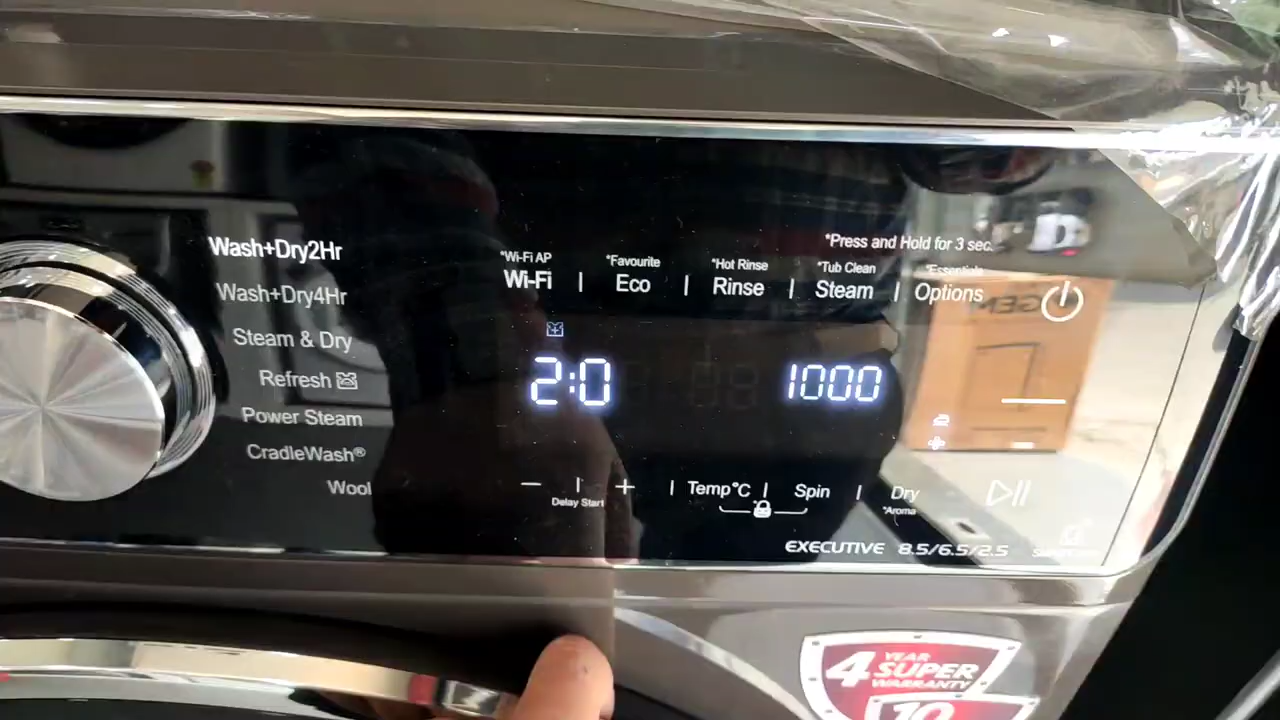 Wash+Dry2Hr
Wash+Dry4Hr
Steam & Dry
Refresh
Power Steam
CradleWash®
Wool
*Press and Hold for 3 sec.
*Wi-Fi AP
*Favourite
*Hot Rinse
*Tub Clean
*Essentials
Wi-Fi | Eco | Rinse | Steam | Options
2:0
1000
− | +
Delay Start
| Temp°C | Spin | Dry
*Aroma
EXECUTIVE 8.5/6.5/2.5
4 YEAR
SUPER
WARRANTY
10